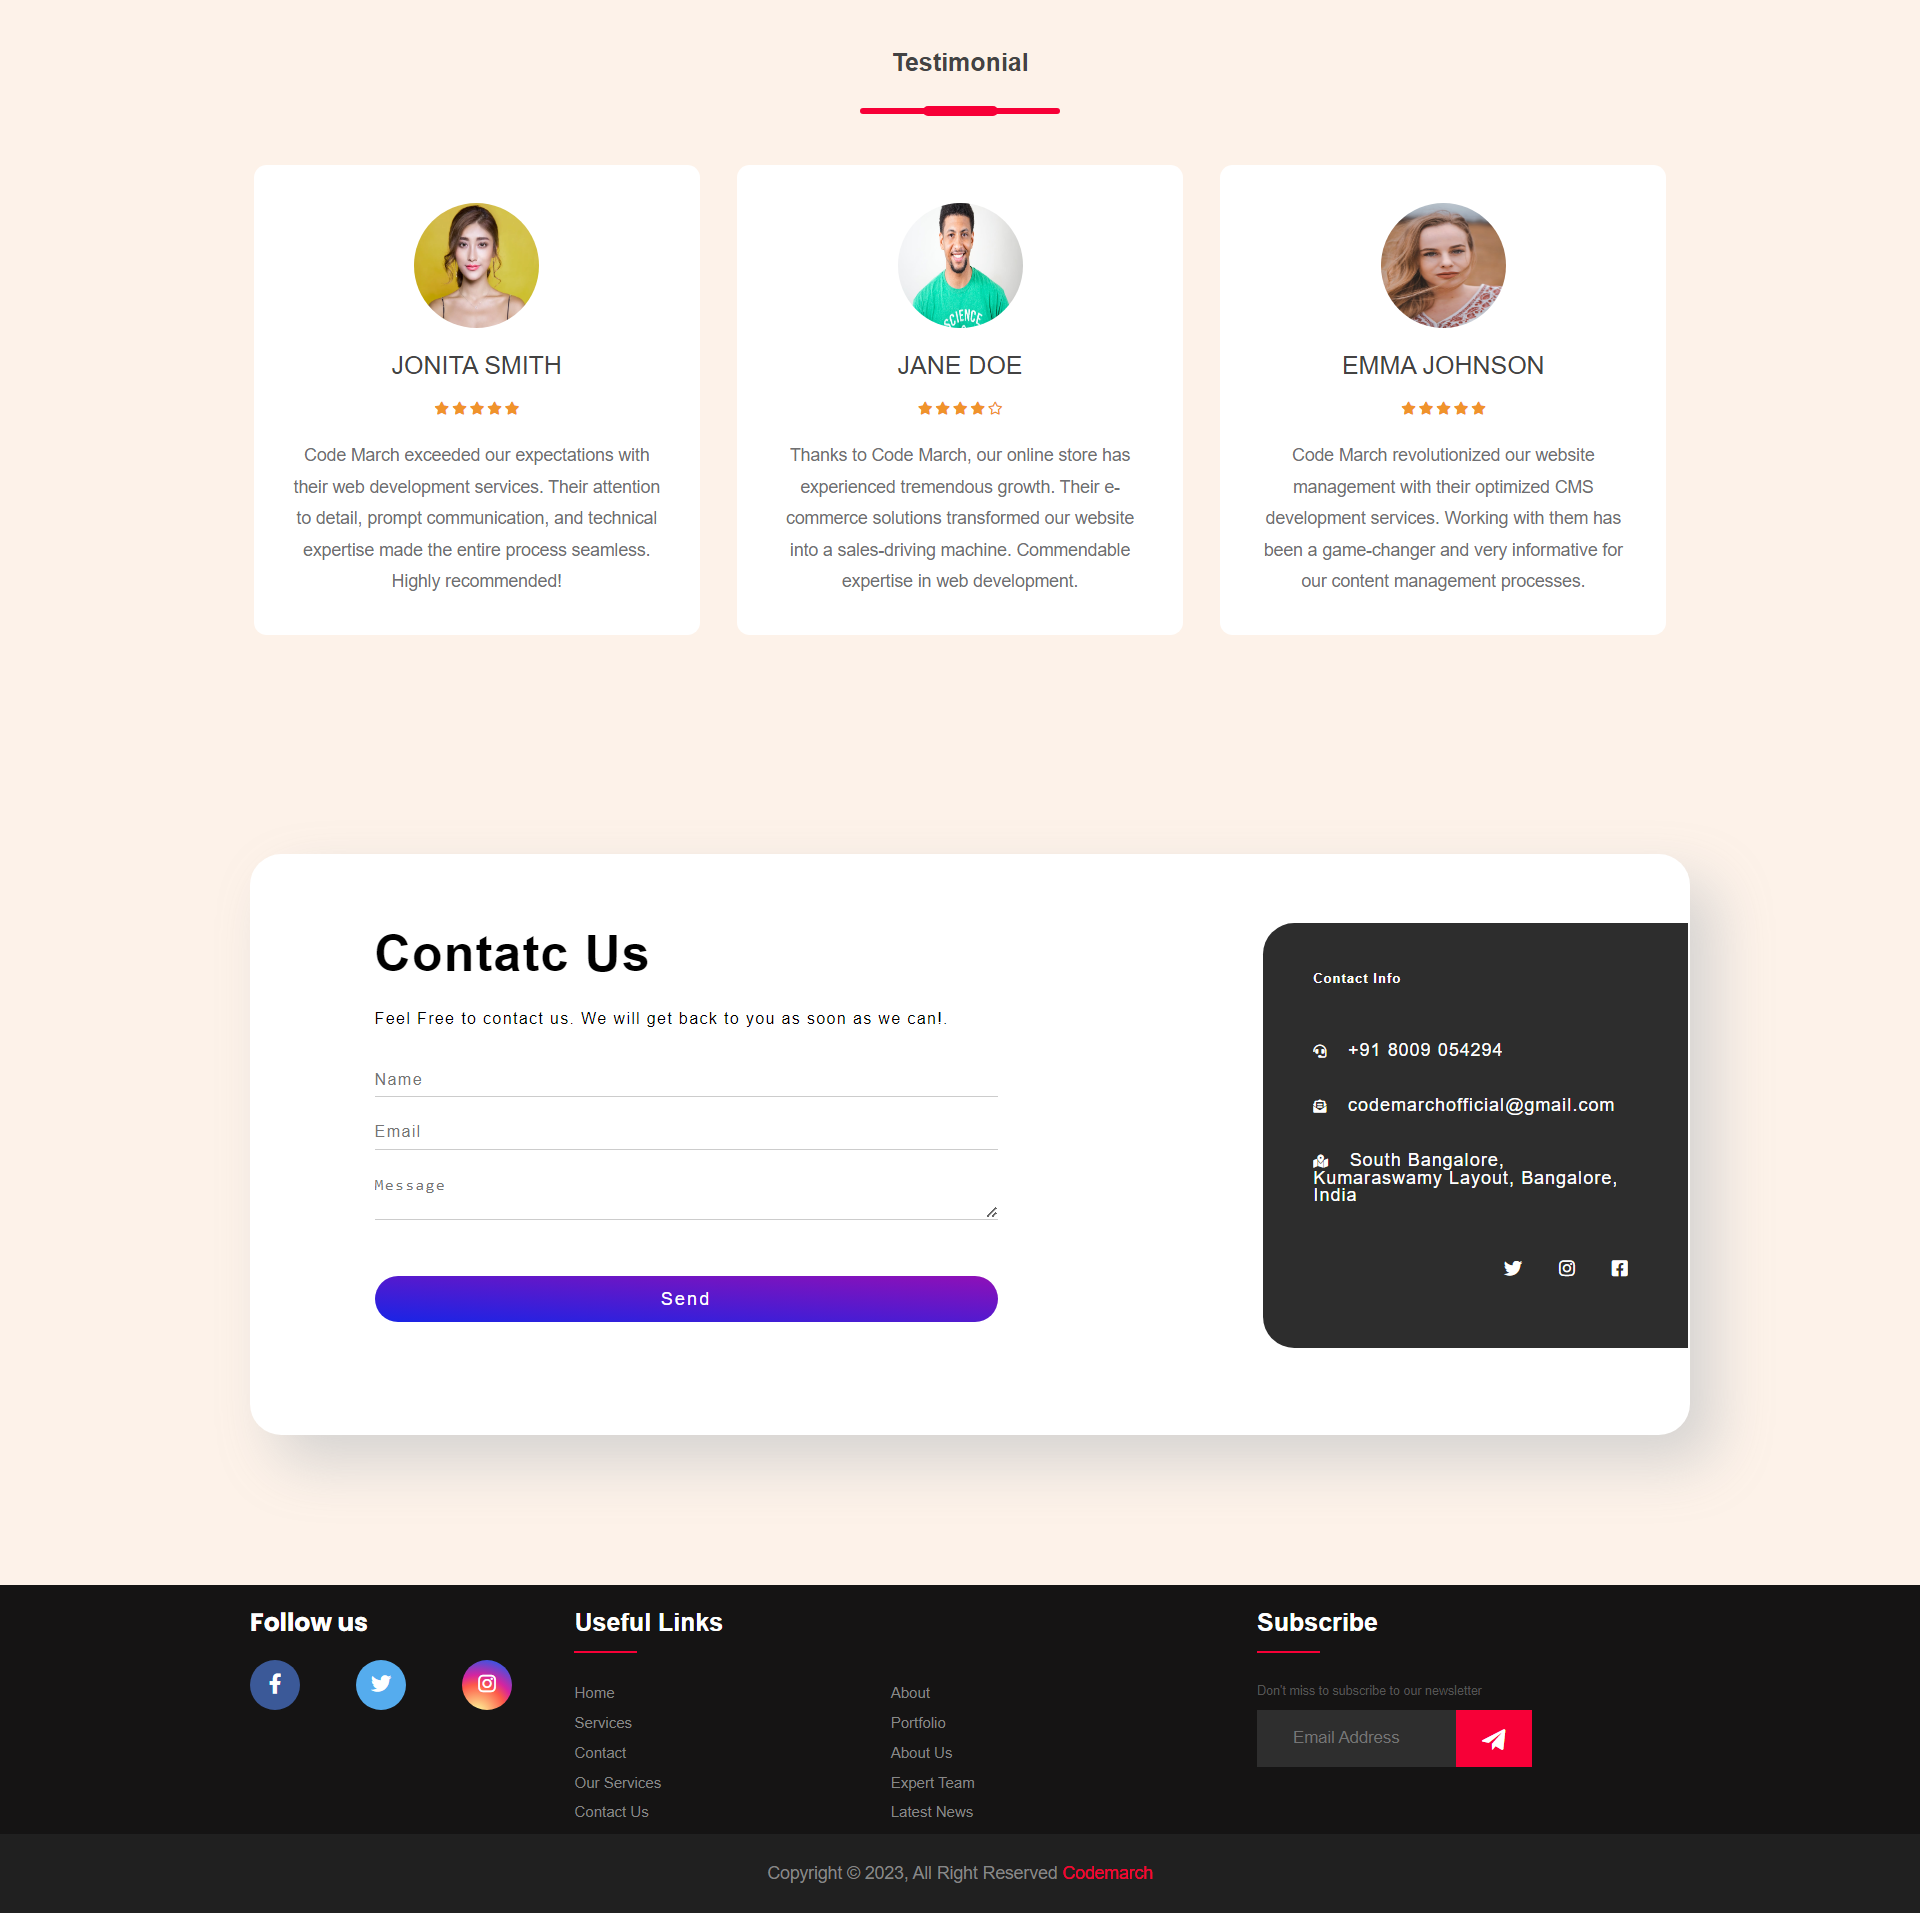 Testimonial
JONITA SMITH
Code March exceeded our expectations with
their web development services. Their attention
to detail, prompt communication, and technical
expertise made the entire process seamless.
Highly recommended!
SCIENCE
JANE DOE
Thanks to Code March, our online store has
experienced tremendous growth. Their e-
commerce solutions transformed our website
into a sales-driving machine. Commendable
expertise in web development.
EMMA JOHNSON
Code March revolutionized our website
management with their optimized CMS
development services. Working with them has
been a game-changer and very informative for
our content management processes.
Contatc Us
Feel Free to contact us. We will get back to you as soon as we can!.
Name
Email
Message
Send
Contact Info
+91 8009 054294
codemarchofficial@gmail.com
South Bangalore,
Kumaraswamy Layout, Bangalore,
India
Follow us
Useful Links
Home
Services
Contact
Our Services
Contact Us
About
Portfolio
About Us
Expert Team
Latest News
Subscribe
Don't miss to subscribe to our newsletter
Email Address
Copyright © 2023, All Right Reserved Codemarch